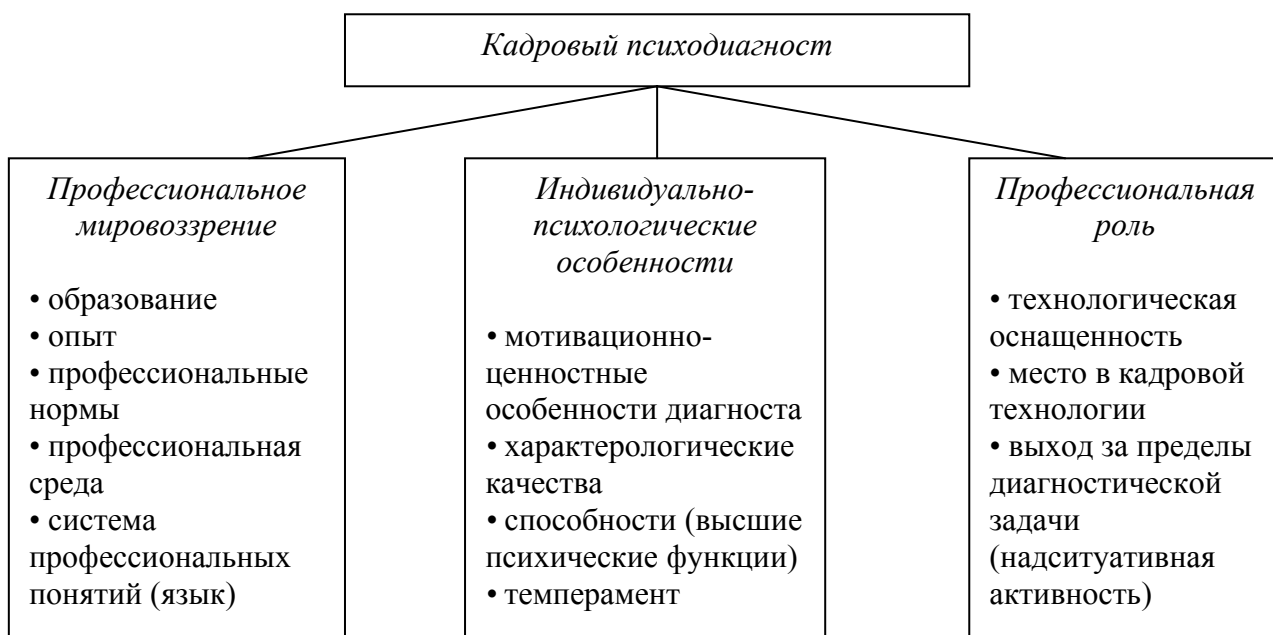 Кадровый психодиагност
Профессиональное
мировоззрение
• образование
• опыт
• профессиональные
нормы
• профессиональная
среда
• система
профессиональных
понятий (язык)
Индивидуально-
психологические
особенности
• мотивационно-
ценностные
особенности диагноста
• характерологические
качества
• способности (высшие
психические функции)
• темперамент
Профессиональная
роль
• технологическая
оснащенность
• место в кадровой
технологии
• выход за пределы
диагностической
задачи
(надситуативная
активность)